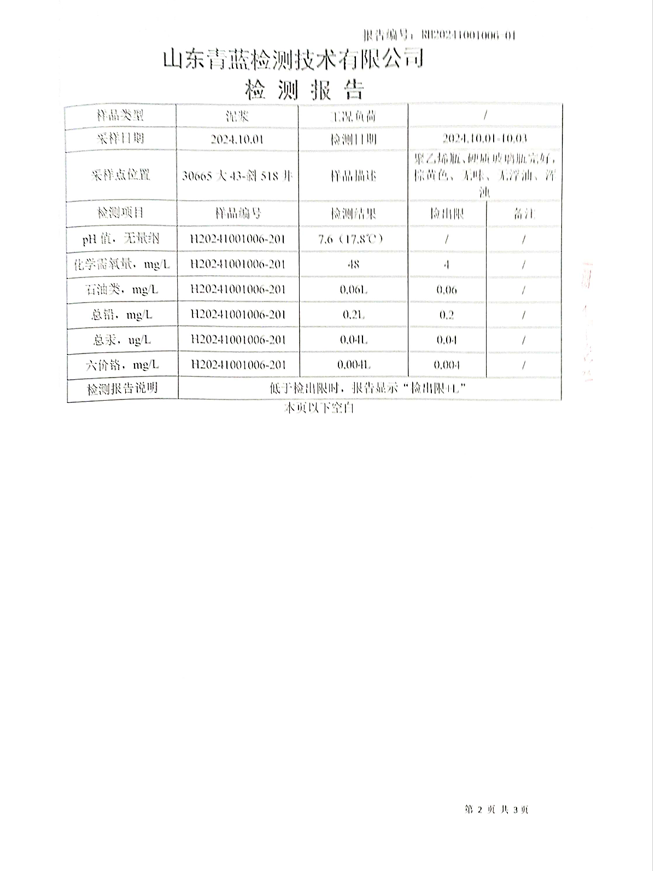 报告编号：RH20241001006-01
山东青蓝检测技术有限公司
检 测 报 告
样品类型 泥浆 工况负荷 /
采样日期 2024.10.01 检测日期 2024.10.01-10.03
采样点位置 30665 大 43-斜 518 井 样品描述 聚乙烯瓶、硬质玻璃瓶完好，
棕黄色、无味、无浮油、浑
浊
检测项目 样品编号 检测结果 检出限 备注
pH 值，无量纲 H20241001006-201 7.6（17.8℃） / /
化学需氧量，mg/L H20241001006-201 48 4 /
石油类，mg/L H20241001006-201 0.06L 0.06 /
总铅，mg/L H20241001006-201 0.2L 0.2 /
总汞，ug/L H20241001006-201 0.04L 0.04 /
六价铬，mg/L H20241001006-201 0.004L 0.004 /
检测报告说明 低于检出限时，报告显示“检出限+L”
本页以下空白
第 2 页 共 3 页